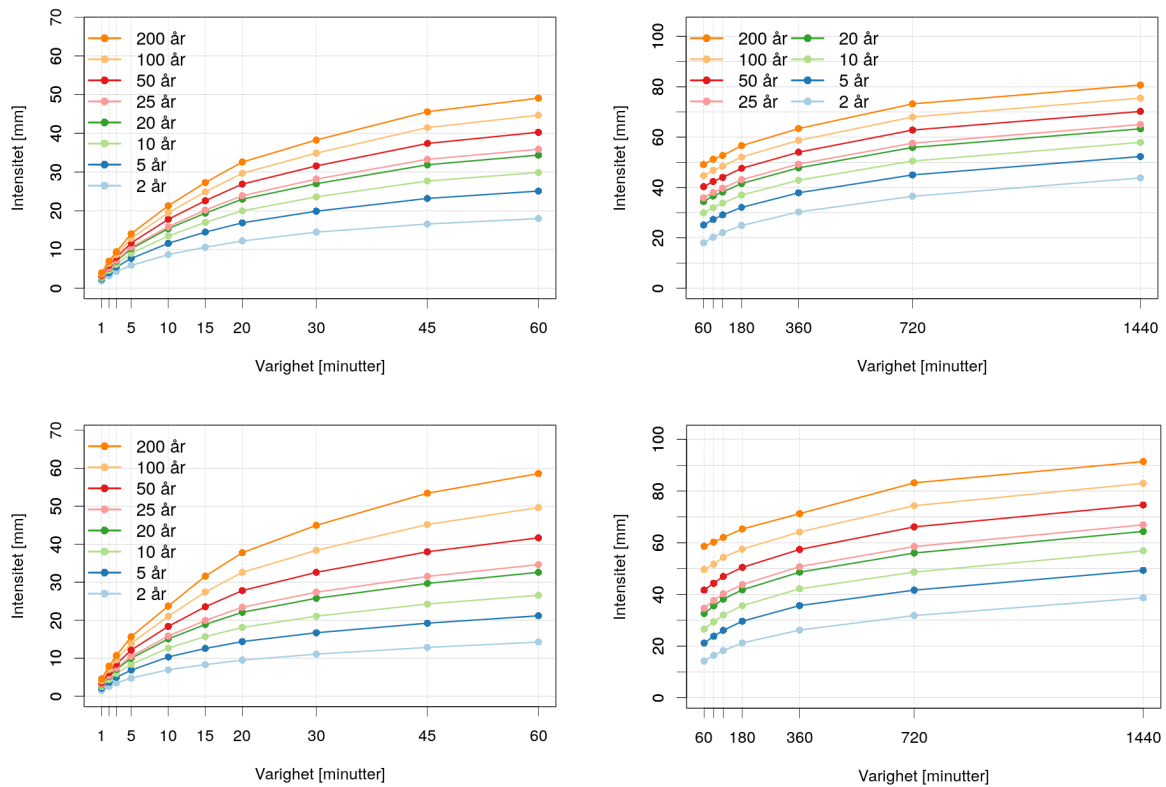 Intensitet [mm]
70
60
50
40
30
20
10
0
200 år
100 år
50 år
25 år
20 år
10 år
5 år
2 år
1 5 10 15 20 30 45 60
Varighet [minutter]
Intensitet [mm]
100
80
60
40
20
0
200 år 20 år
100 år 10 år
50 år 5 år
25 år 2 år
60 180 360 720 1440
Varighet [minutter]
Intensitet [mm]
70
60
50
40
30
20
10
0
200 år
100 år
50 år
25 år
20 år
10 år
5 år
2 år
1 5 10 15 20 30 45 60
Varighet [minutter]
Intensitet [mm]
100
80
60
40
20
0
60 180 360 720 1440
Varighet [minutter]